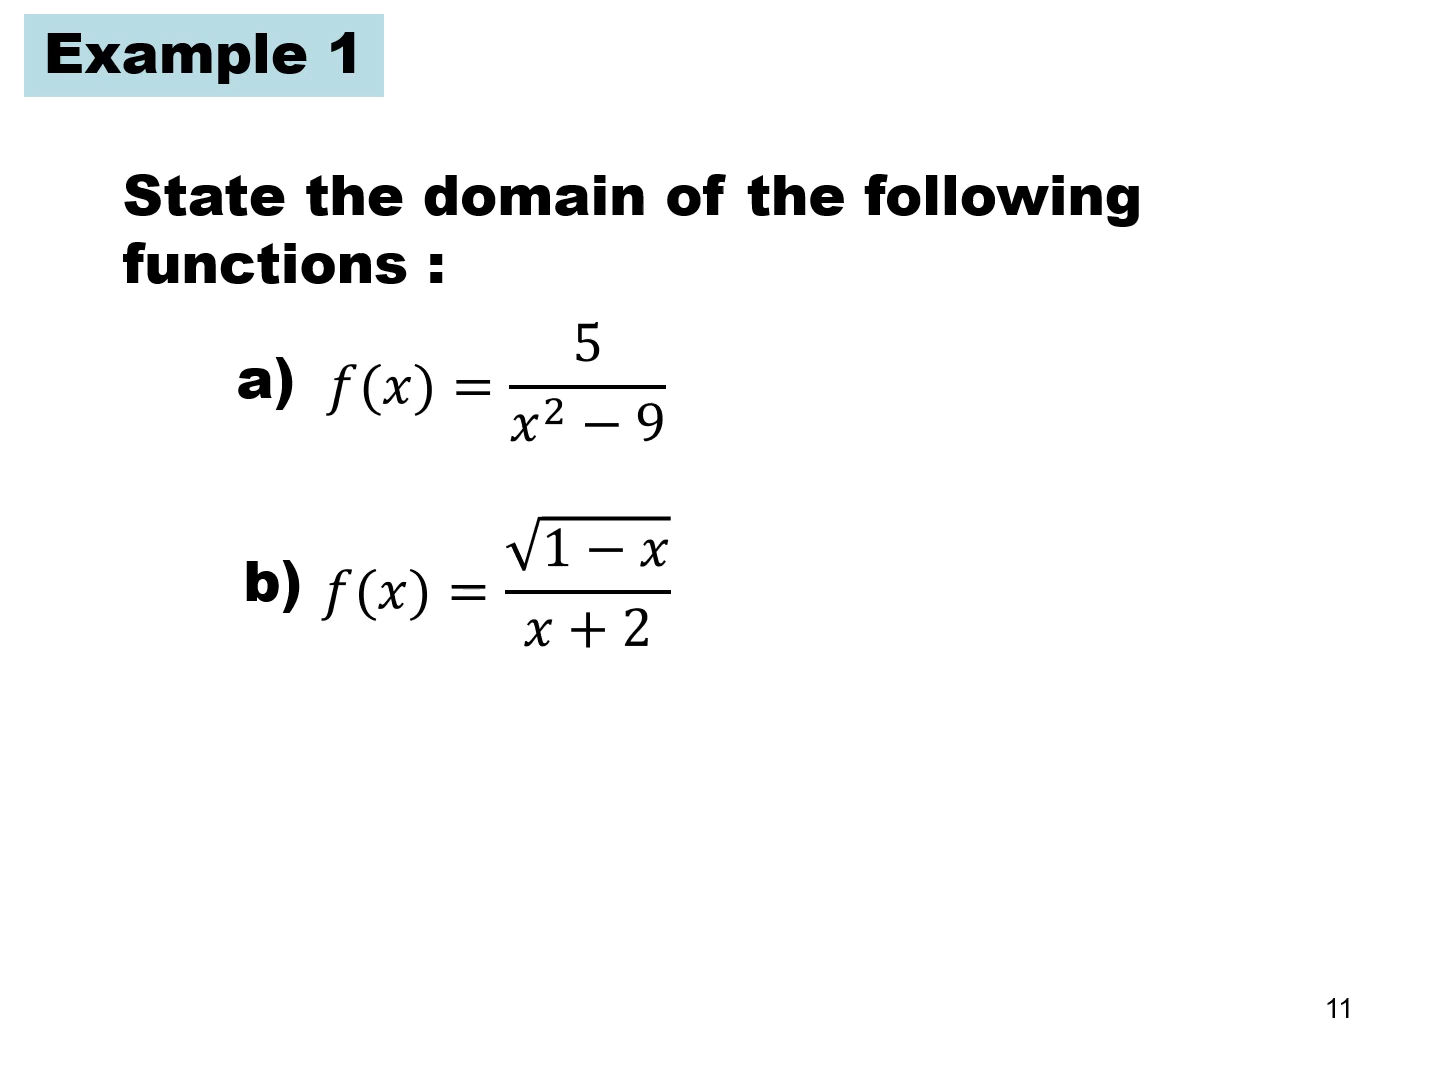 Example 1
State the domain of the following
functions :
a) f(x) = 5 / (x² − 9)
b) f(x) = √(1 − x) / (x + 2)
11